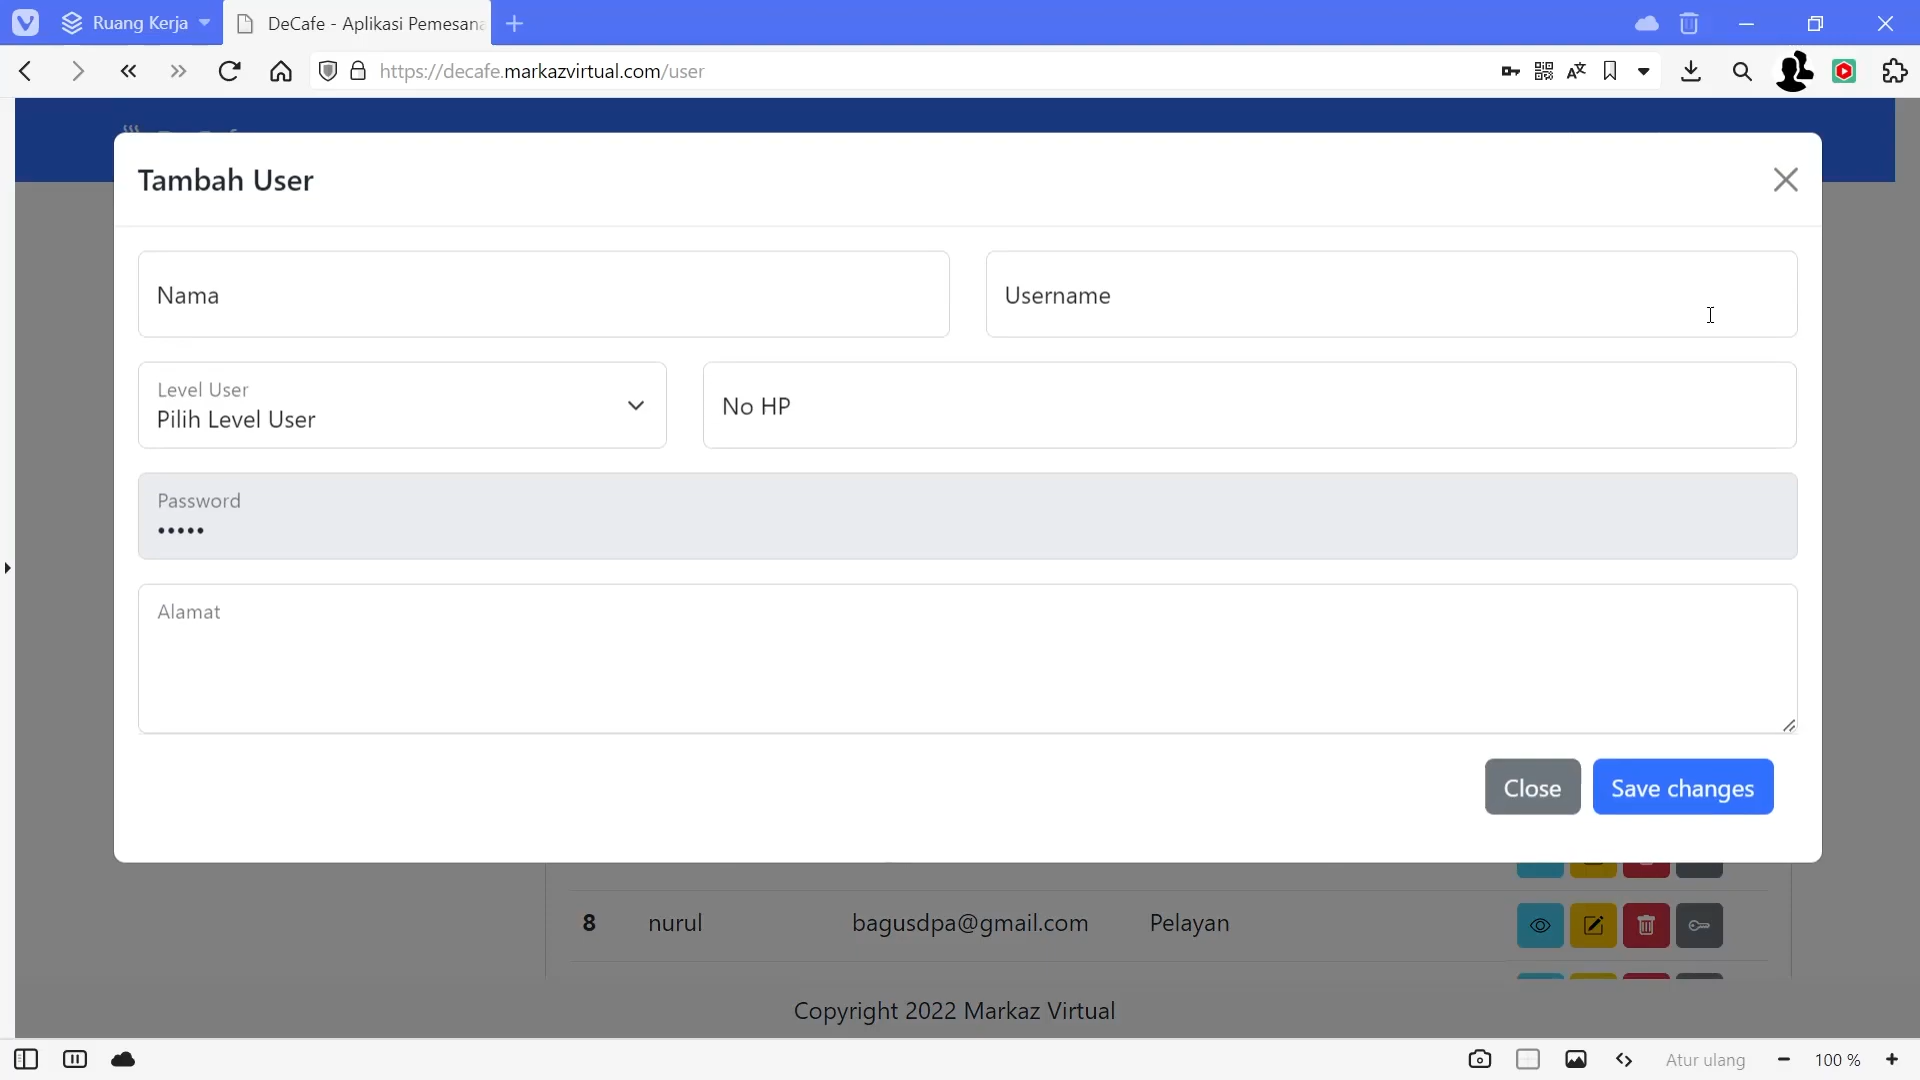 Ruang Kerja
DeCafe - Aplikasi Pemesana
https://decafe.markazvirtual.com/user
Tambah User
Nama
Username
Level User
Pilih Level User
No HP
Password
•••••
Alamat
Close
Save changes
8 nurul bagusdpa@gmail.com Pelayan
Copyright 2022 Markaz Virtual
Atur ulang
100 %